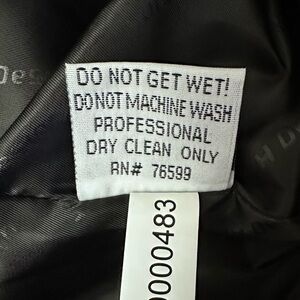 DO NOT GET WET!
DO NOT MACHINE WASH
PROFESSIONAL
DRY CLEAN ONLY
RN# 76599
0000483